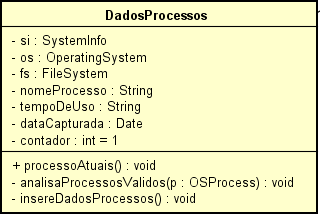 DadosProcessos
- si : SystemInfo
- os : OperatingSystem
- fs : FileSystem
- nomeProcesso : String
- tempoDeUso : String
- dataCapturada : Date
- contador : int = 1
+ processoAtuais() : void
- analisaProcessosValidos(p : OSProcess) : void
- insereDadosProcessos() : void